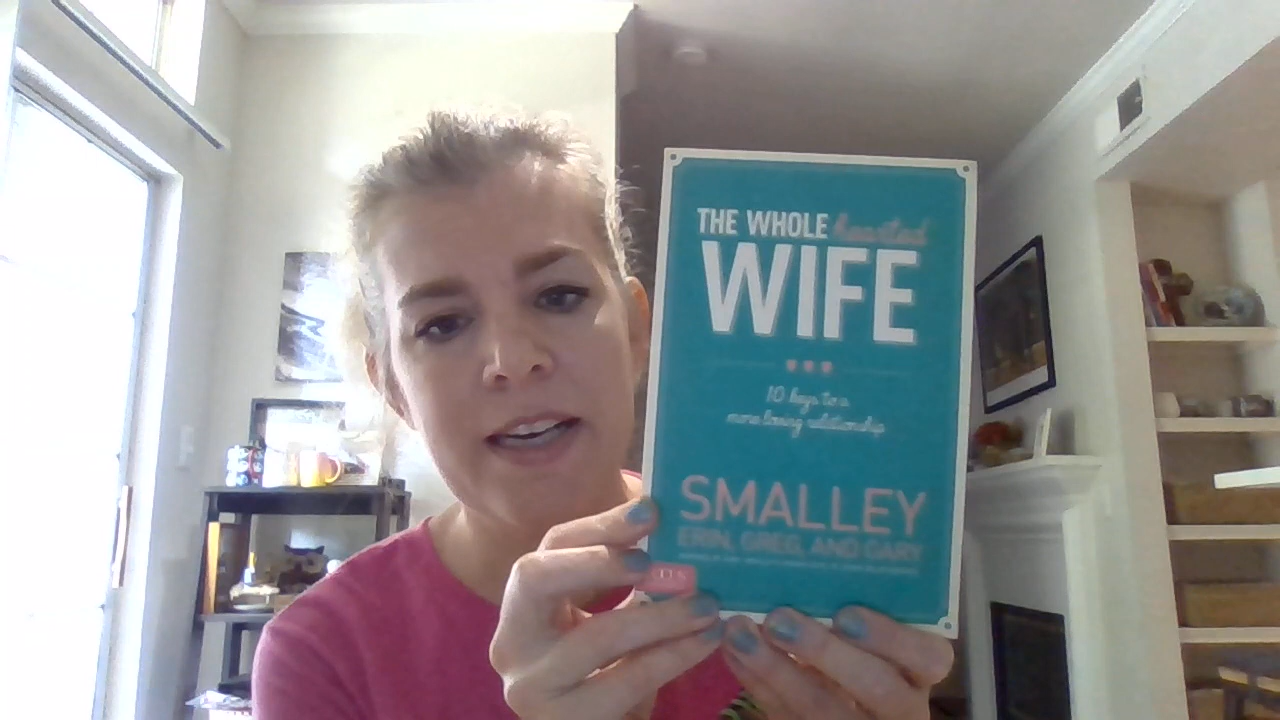 THE WHOLE hearted
WIFE
10 keys to a
more loving relationship
SMALLEY
ERIN, GREG, AND GARY